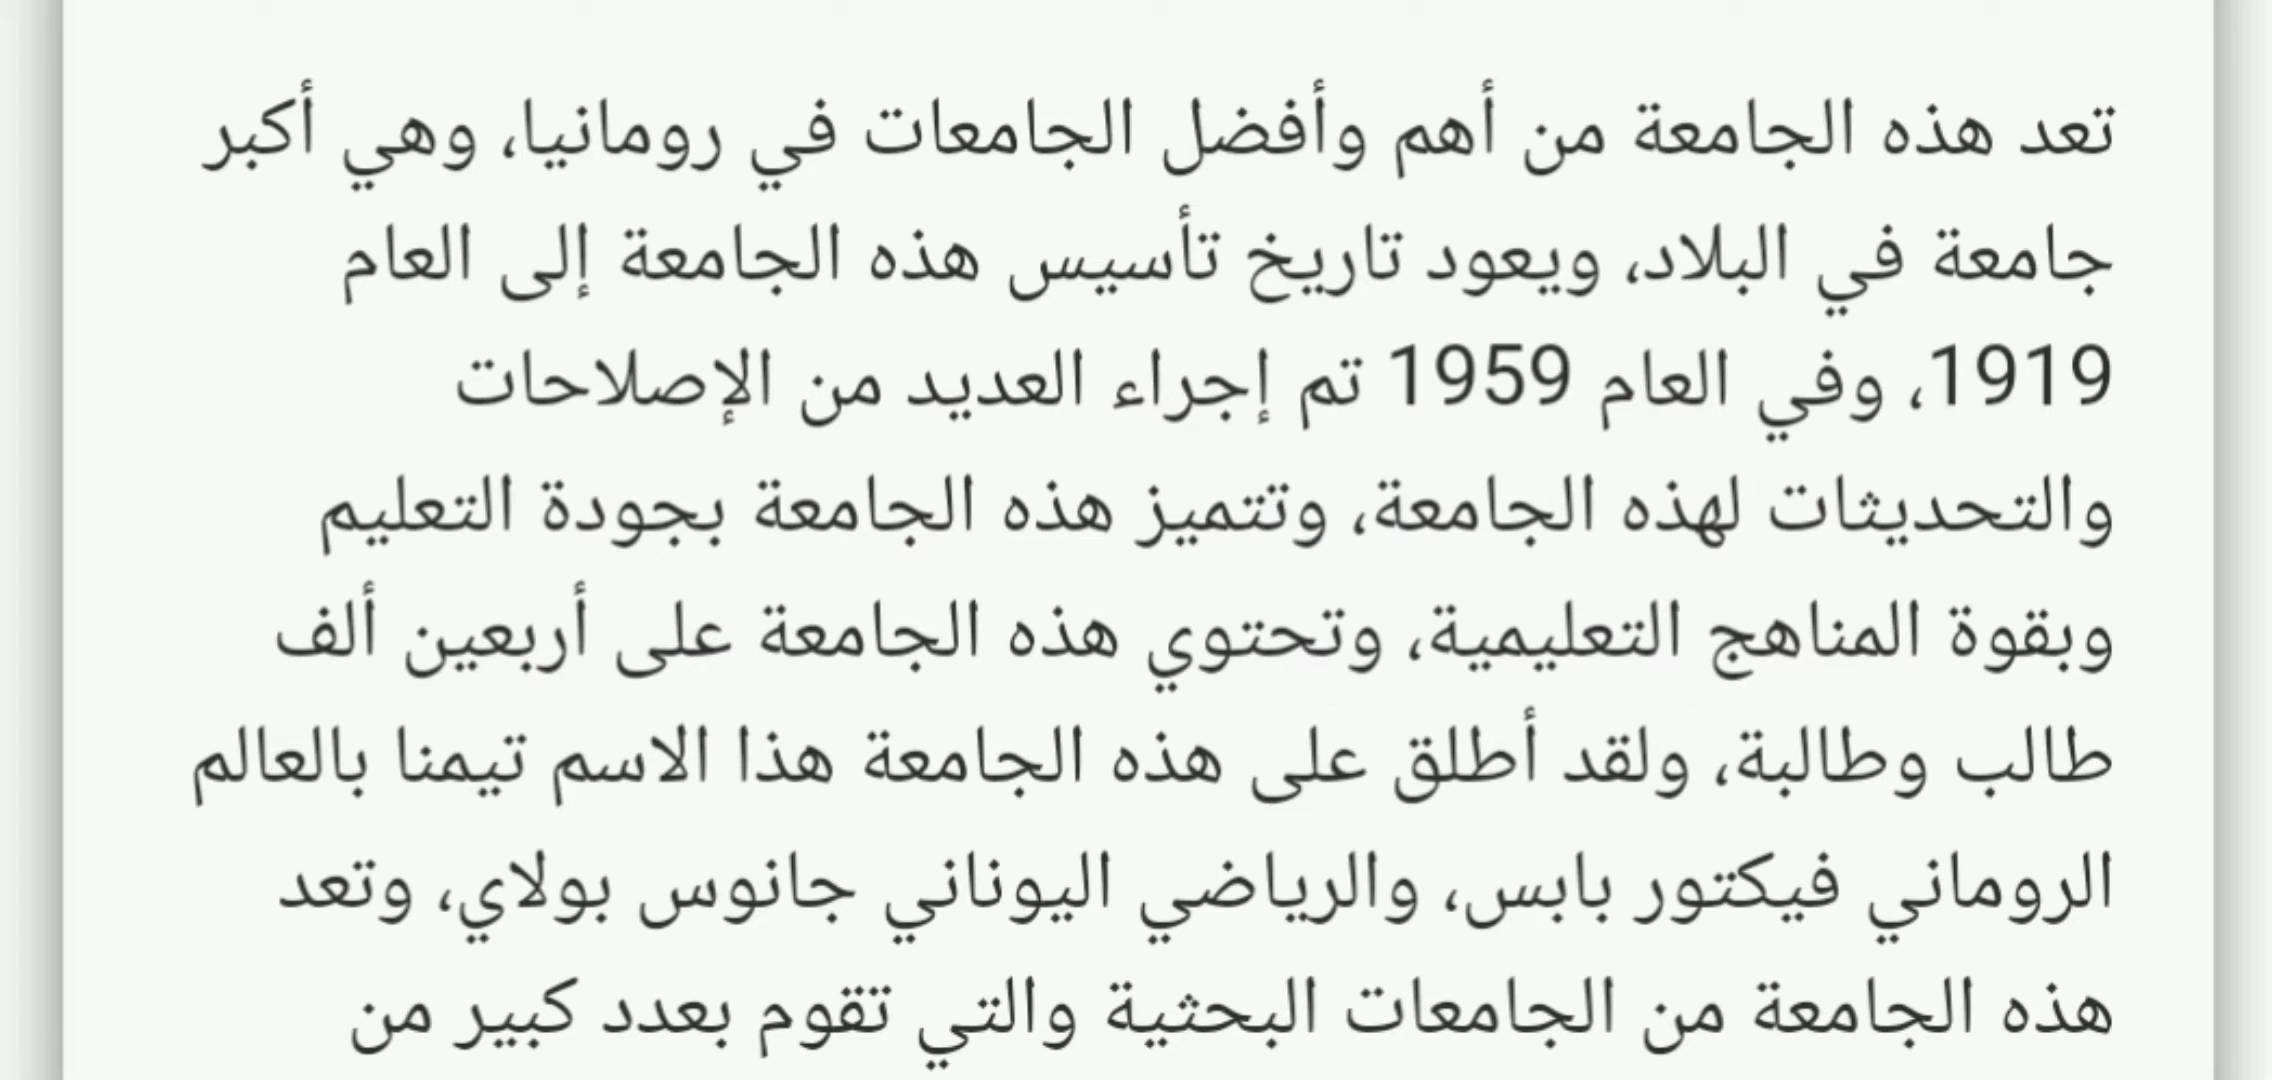 تعد هذه الجامعة من أهم وأفضل الجامعات في رومانيا، وهي أكبر
جامعة في البلاد، ويعود تاريخ تأسيس هذه الجامعة إلى العام
1919، وفي العام 1959 تم إجراء العديد من الإصلاحات
والتحديثات لهذه الجامعة، وتتميز هذه الجامعة بجودة التعليم
وبقوة المناهج التعليمية، وتحتوي هذه الجامعة على أربعين ألف
طالب وطالبة، ولقد أطلق على هذه الجامعة هذا الاسم تيمنا بالعالم
الروماني فيكتور بابس، والرياضي اليوناني جانوس بولاي، وتعد
هذه الجامعة من الجامعات البحثية والتي تقوم بعدد كبير من